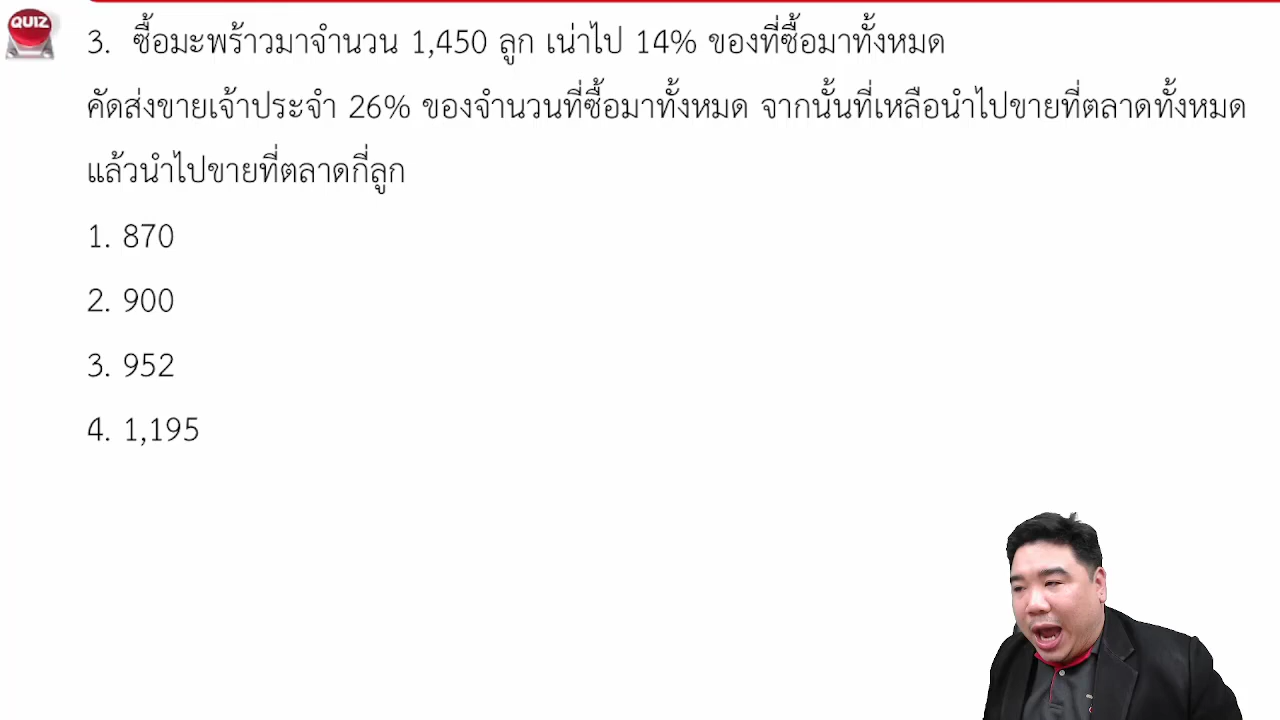 QUIZ
3. ซื้อมะพร้าวมาจำนวน 1,450 ลูก เน่าไป 14% ของที่ซื้อมาทั้งหมด
คัดส่งขายเจ้าประจำ 26% ของจำนวนที่ซื้อมาทั้งหมด จากนั้นที่เหลือนำไปขายที่ตลาดทั้งหมด
แล้วนำไปขายที่ตลาดกี่ลูก
1. 870
2. 900
3. 952
4. 1,195